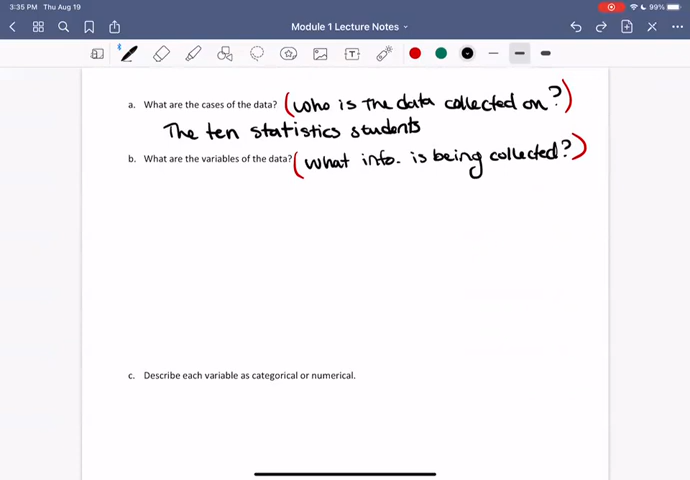 3:35 PM Thu Aug 19
99%
Module 1 Lecture Notes
a. What are the cases of the data? (Who is the data collected on?)
The ten statistics students
b. What are the variables of the data? (what info. is being collected?)
c. Describe each variable as categorical or numerical.